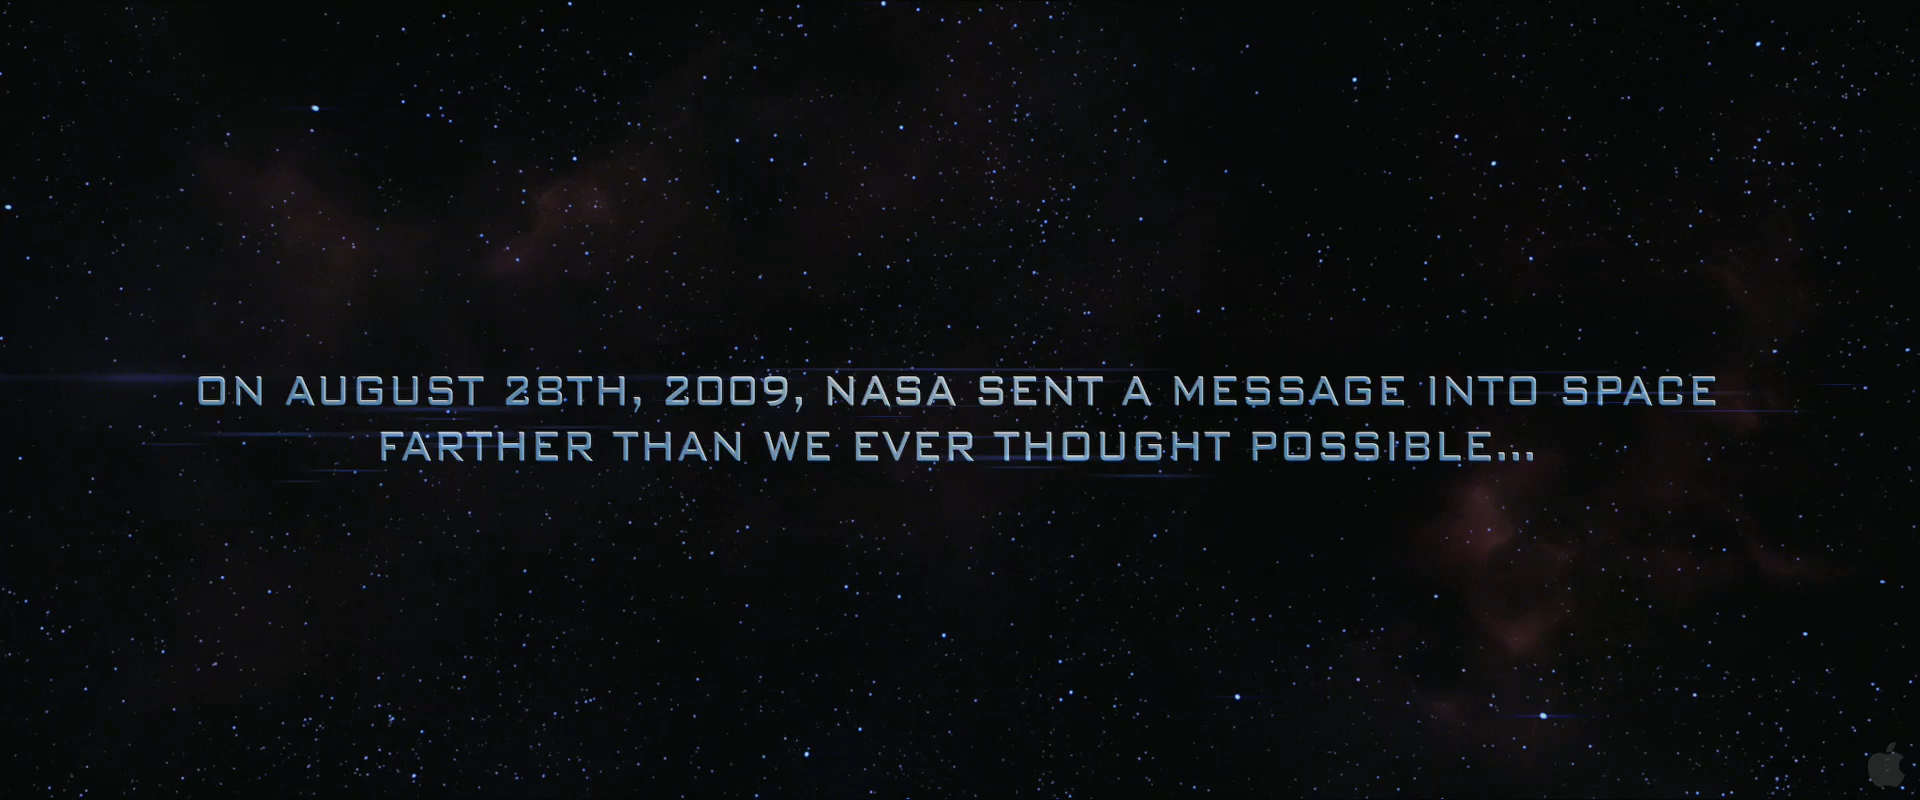 ON AUGUST 28TH, 2009, NASA SENT A MESSAGE INTO SPACE
FARTHER THAN WE EVER THOUGHT POSSIBLE...